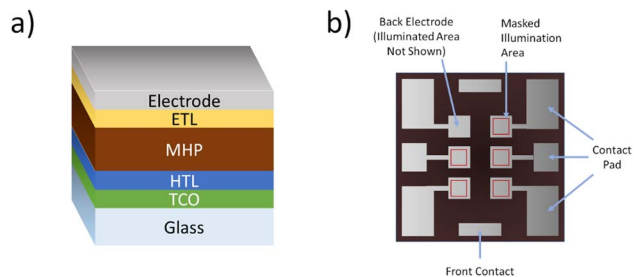 a)
Electrode
ETL
MHP
HTL
TCO
Glass
b)
Back Electrode
(Illuminated Area
Not Shown)
Masked
Illumination
Area
Contact
Pad
Front Contact